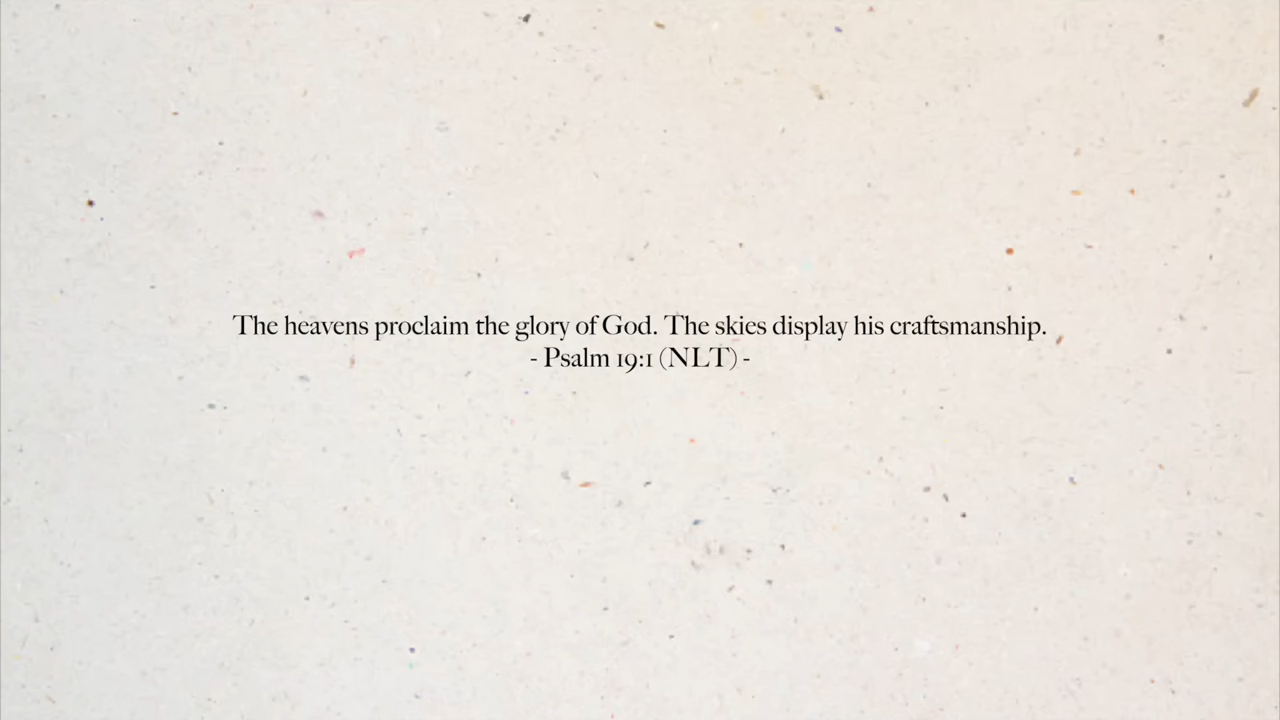 The heavens proclaim the glory of God. The skies display his craftsmanship.
- Psalm 19:1 (NLT) -